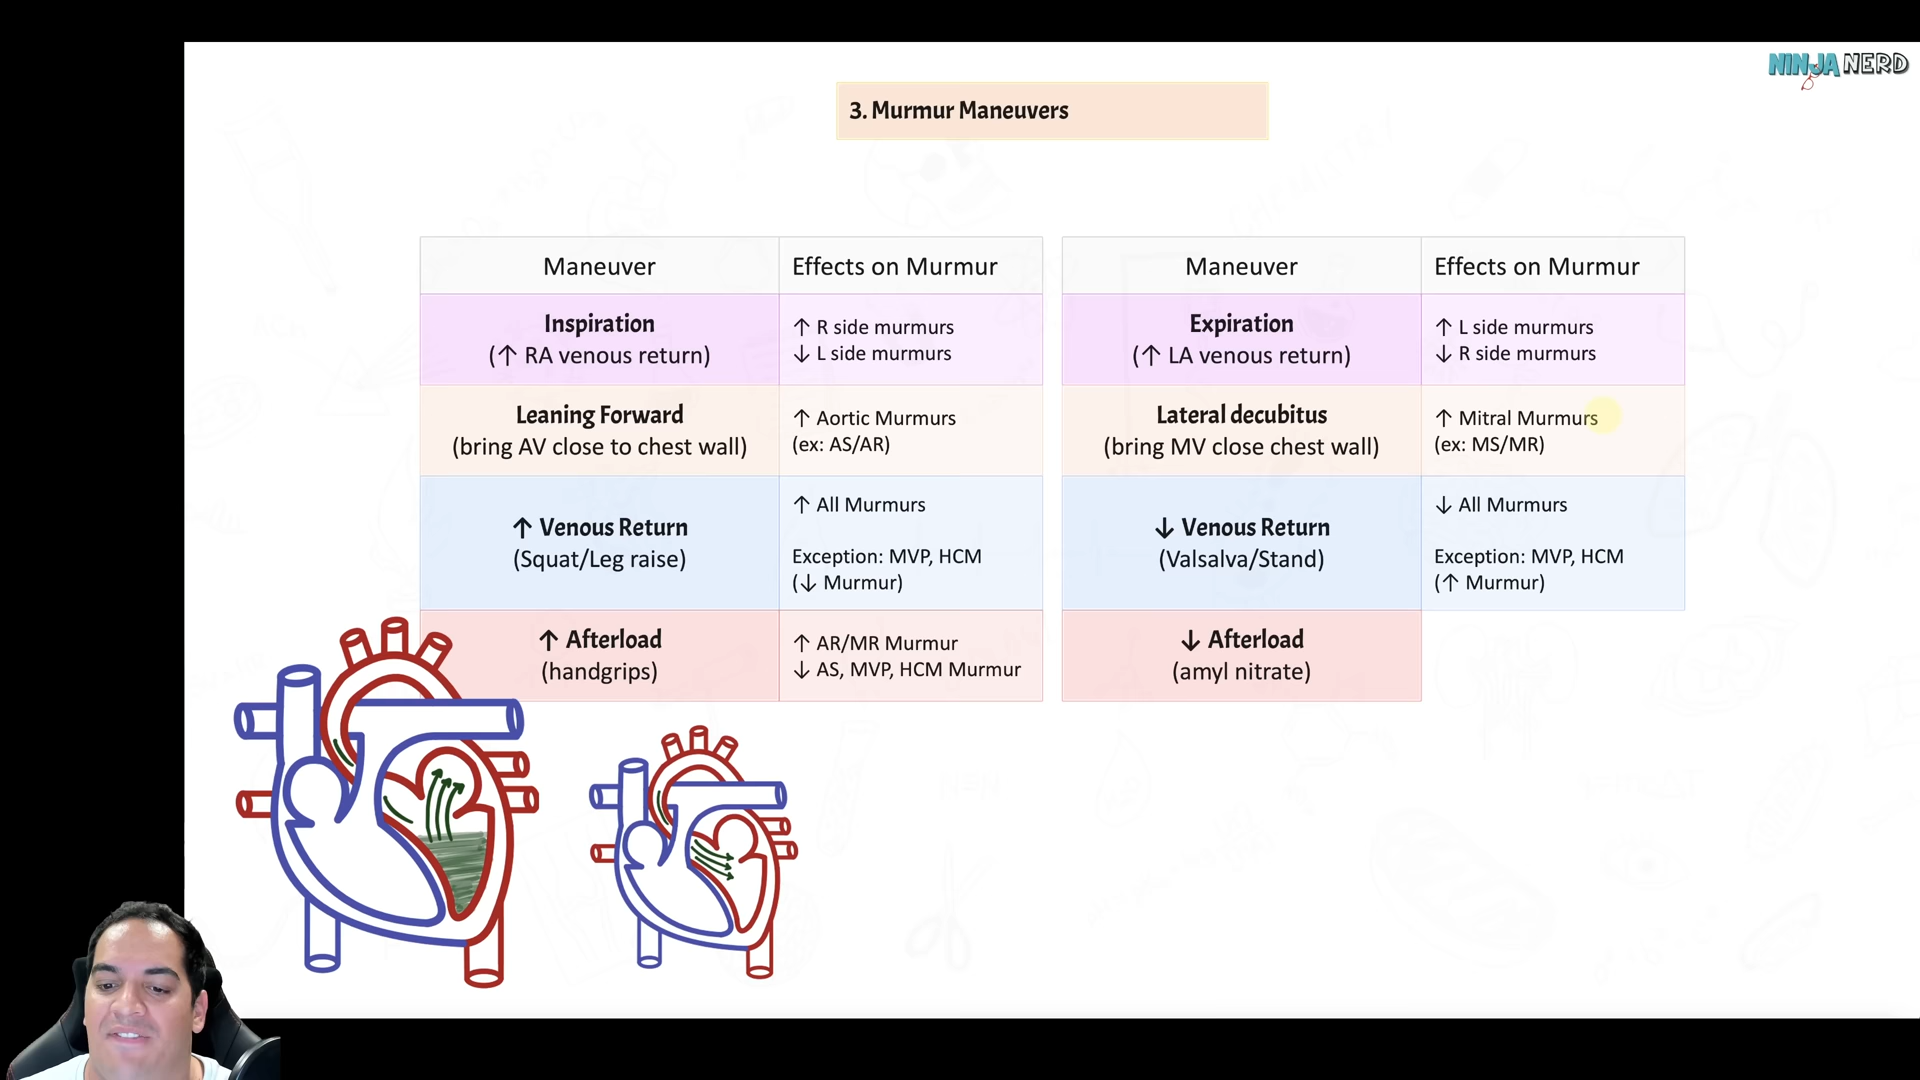 NINJA NERD
3. Murmur Maneuvers
Maneuver
Effects on Murmur
Inspiration
(↑ RA venous return)
↑ R side murmurs
↓ L side murmurs
Leaning Forward
(bring AV close to chest wall)
↑ Aortic Murmurs
(ex: AS/AR)
↑ Venous Return
(Squat/Leg raise)
↑ All Murmurs
Exception: MVP, HCM
(↓ Murmur)
↑ Afterload
(handgrips)
↑ AR/MR Murmur
↓ AS, MVP, HCM Murmur
Maneuver
Effects on Murmur
Expiration
(↑ LA venous return)
↑ L side murmurs
↓ R side murmurs
Lateral decubitus
(bring MV close chest wall)
↑ Mitral Murmurs
(ex: MS/MR)
↓ Venous Return
(Valsalva/Stand)
↓ All Murmurs
Exception: MVP, HCM
(↑ Murmur)
↓ Afterload
(amyl nitrate)